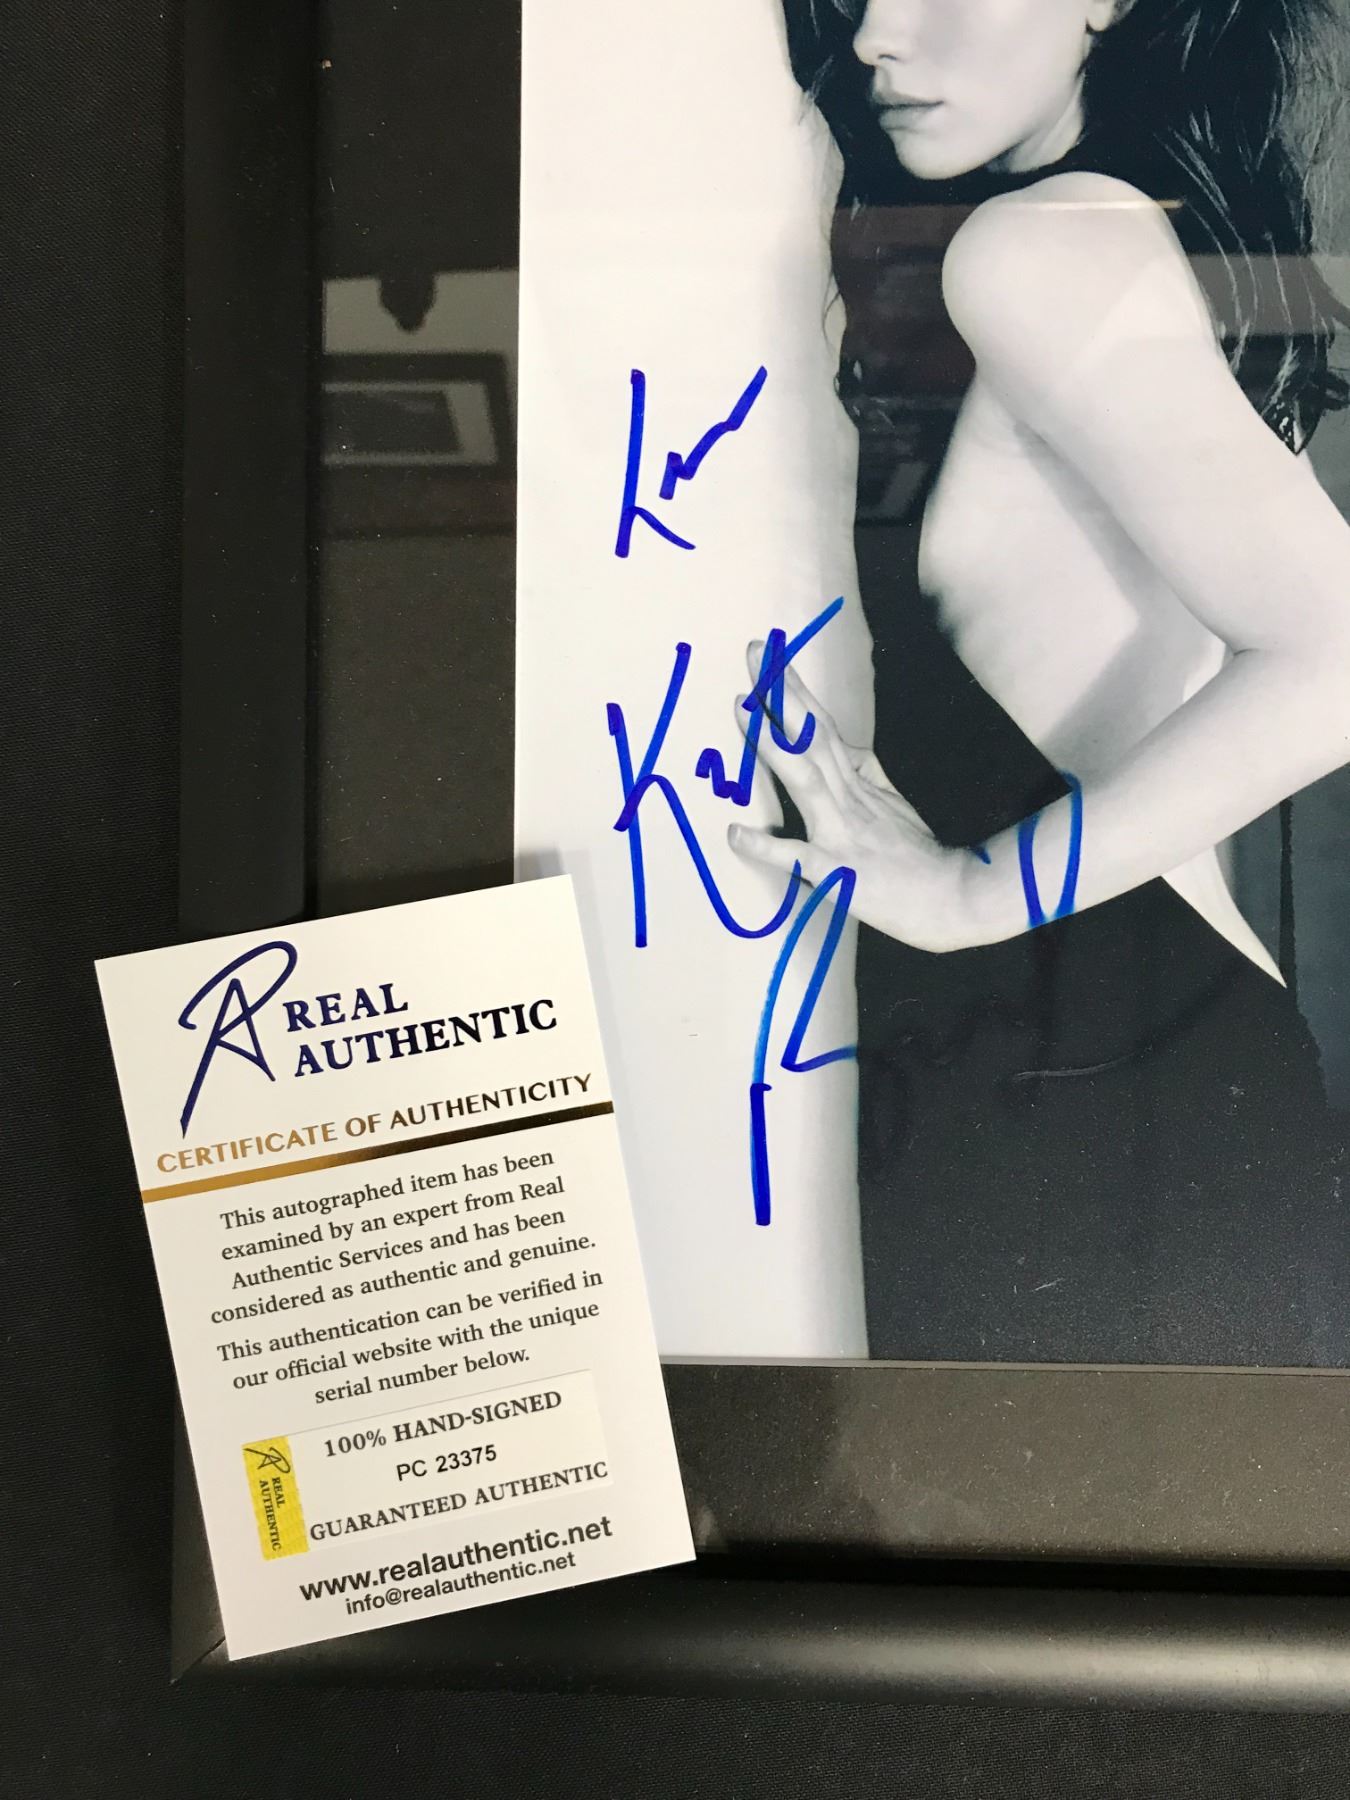 REAL
AUTHENTIC
CERTIFICATE OF AUTHENTICITY
This autographed item has been
examined by an expert from Real
Authentic Services and has been
considered as authentic and genuine.
This authentication can be verified in
our official website with the unique
serial number below.
REAL
AUTHENTIC
100% HAND-SIGNED
PC 23375
GUARANTEED AUTHENTIC
www.realauthentic.net
info@realauthentic.net